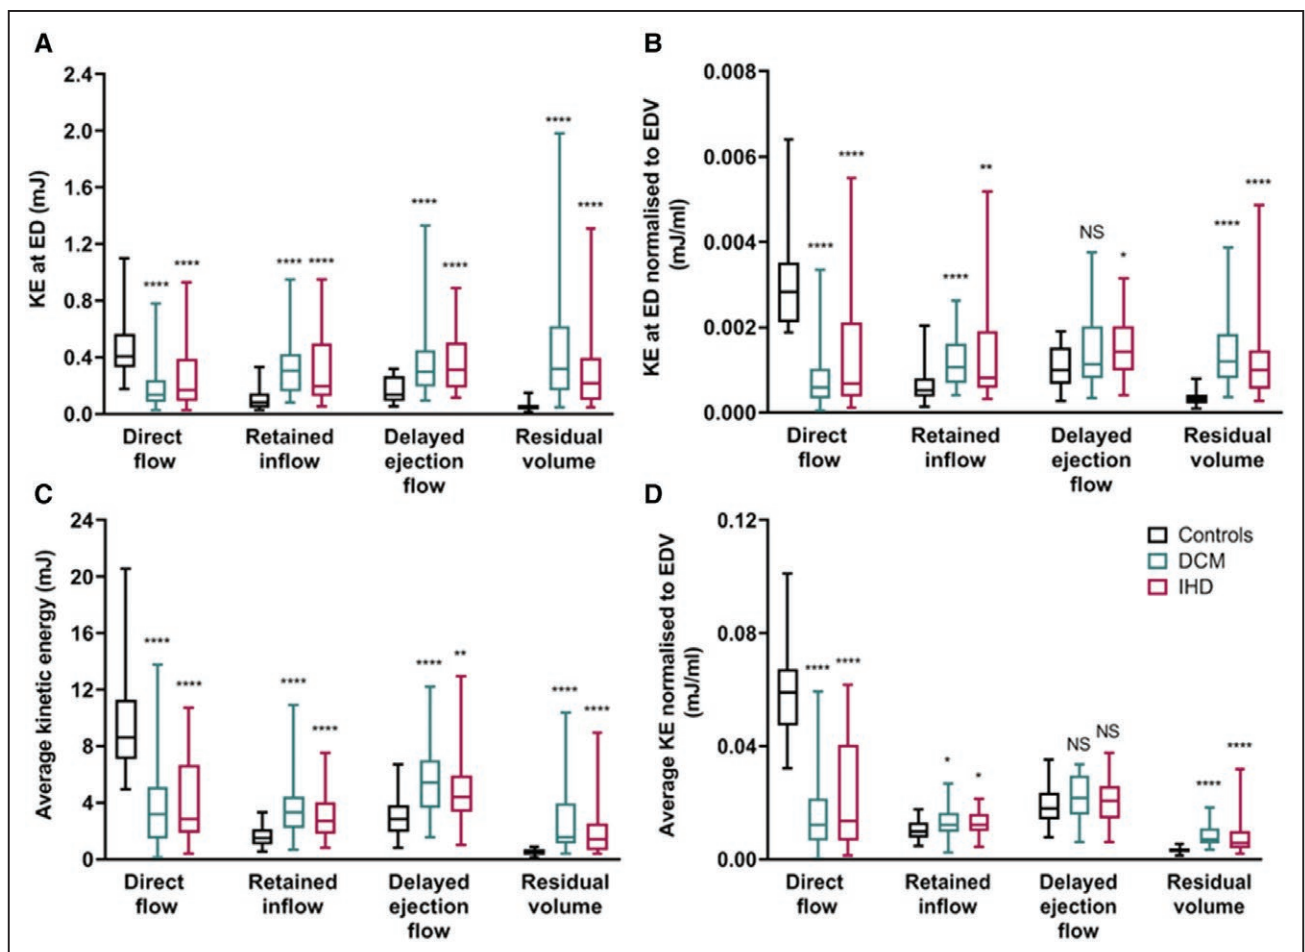 A
KE at ED (mJ)
2.4
2.0
1.6
1.2
0.8
0.4
0.0
**** **** **** **** **** **** **** ****
Direct flow
Retained inflow
Delayed ejection flow
Residual volume
B
KE at ED normalised to EDV
(mJ/ml)
0.008
0.006
0.004
0.002
0.000
**** **** **** ** NS * **** ****
Direct flow
Retained inflow
Delayed ejection flow
Residual volume
C
Average kinetic energy (mJ)
24
20
16
12
8
4
0
**** **** **** **** **** ** **** ****
Direct flow
Retained inflow
Delayed ejection flow
Residual volume
D
Average KE normalised to EDV
(mJ/ml)
0.12
0.08
0.04
0.00
Controls
DCM
IHD
**** **** * * NS NS **** ****
Direct flow
Retained inflow
Delayed ejection flow
Residual volume